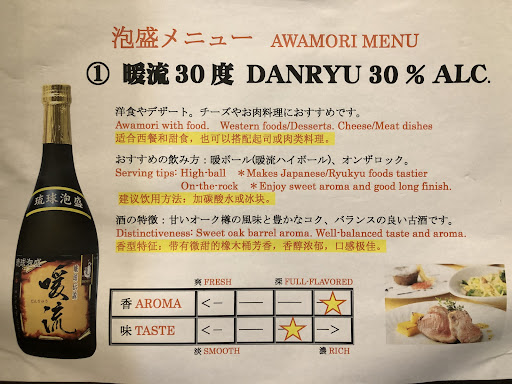 泡盛メニュー AWAMORI MENU
① 暖流30度 DANRYU 30% ALC.
洋食やデザート。チーズやお肉料理におすすめです。
Awamori with food. Western foods/Desserts. Cheese/Meat dishes
适合西餐和甜食，也可以搭配起司或肉类料理。
おすすめの飲み方：暖ボール(暖流ハイボール)、オンザロック。
Serving tips: High-ball ＊Makes Japanese/Ryukyu foods tastier
On-the-rock ＊Enjoy sweet aroma and good long finish.
建议饮用方法；加碳酸水或冰块。
酒の特徴：甘いオーク樽の風味と豊かなコク、バランスの良い古酒です。
Distinctiveness: Sweet oak barrel aroma. Well-balanced taste and aroma.
香型特征；带有微甜的橡木桶芳香，香醇浓郁，口感极佳。
爽 FRESH 深 FULL-FLAVORED
香 AROMA
味 TASTE
淡 SMOOTH 濃 RICH
琉球泡盛
琉球泡盛
暖流